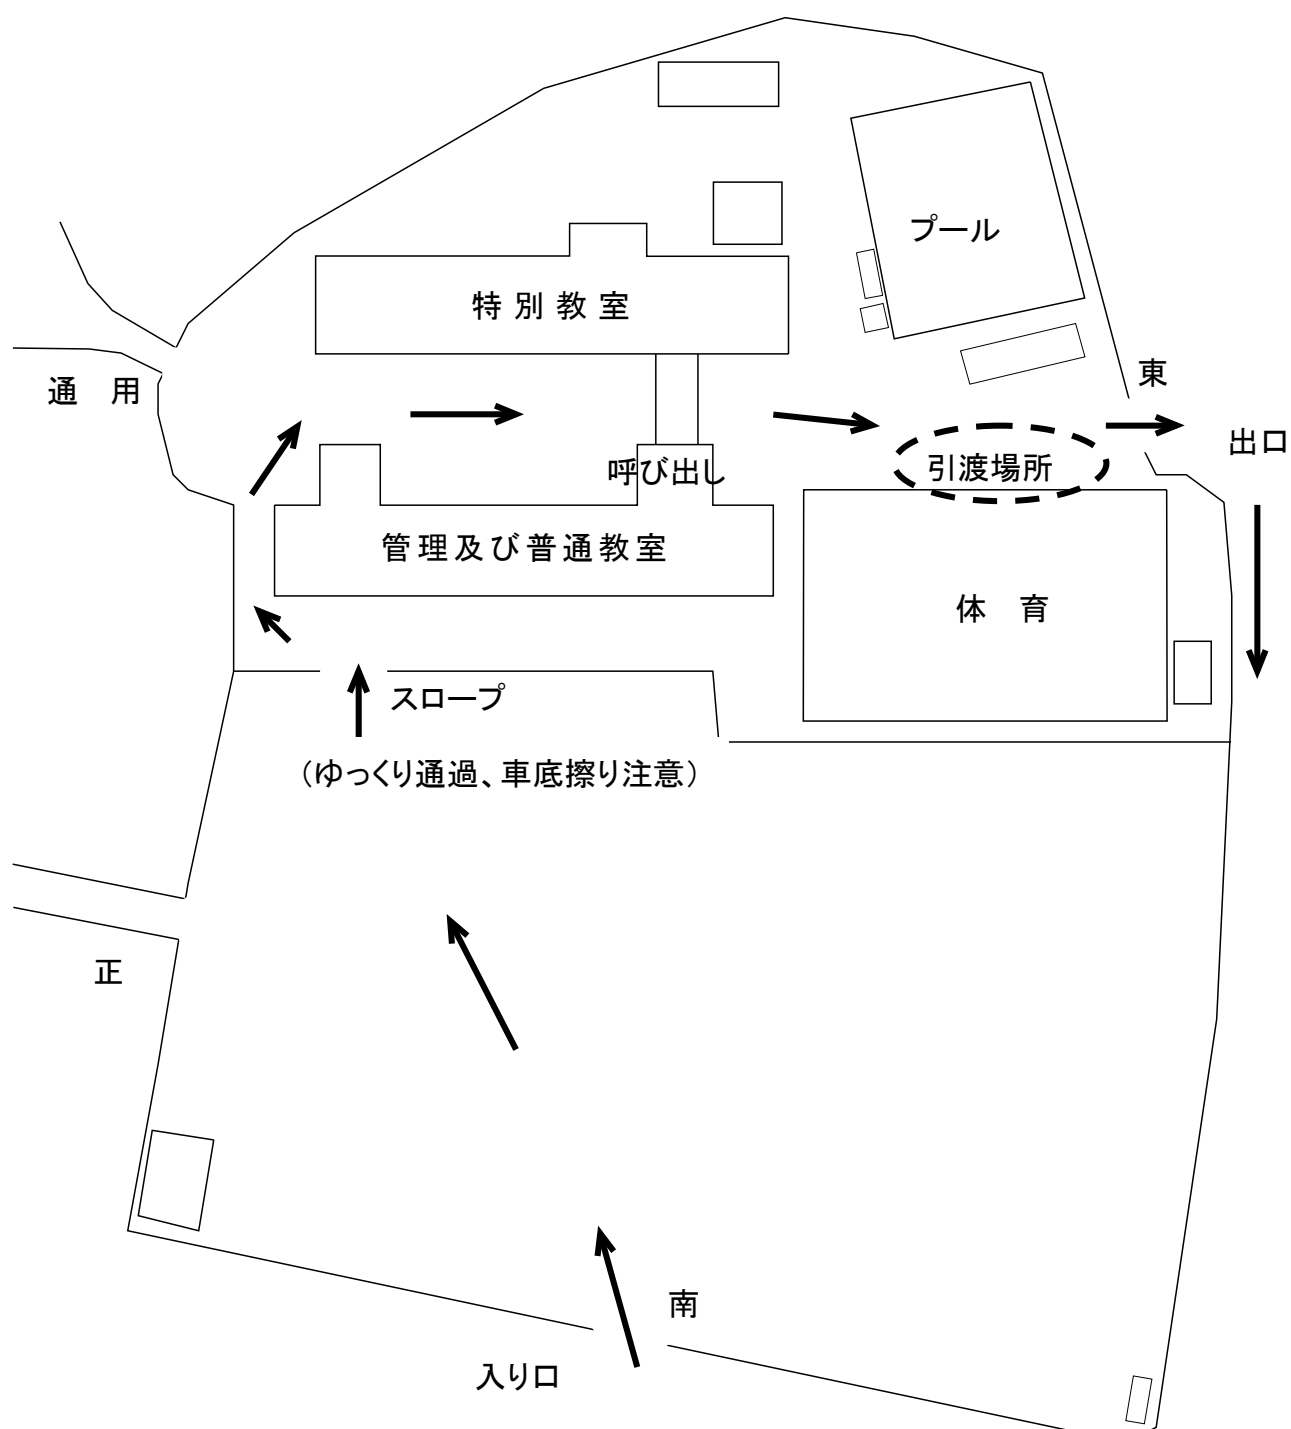 プール
特別教室
東
通　用
出口
呼び出し
引渡場所
管理及び普通教室
体　育
スロープ
（ゆっくり通過、車底擦り注意）
正
南
入り口